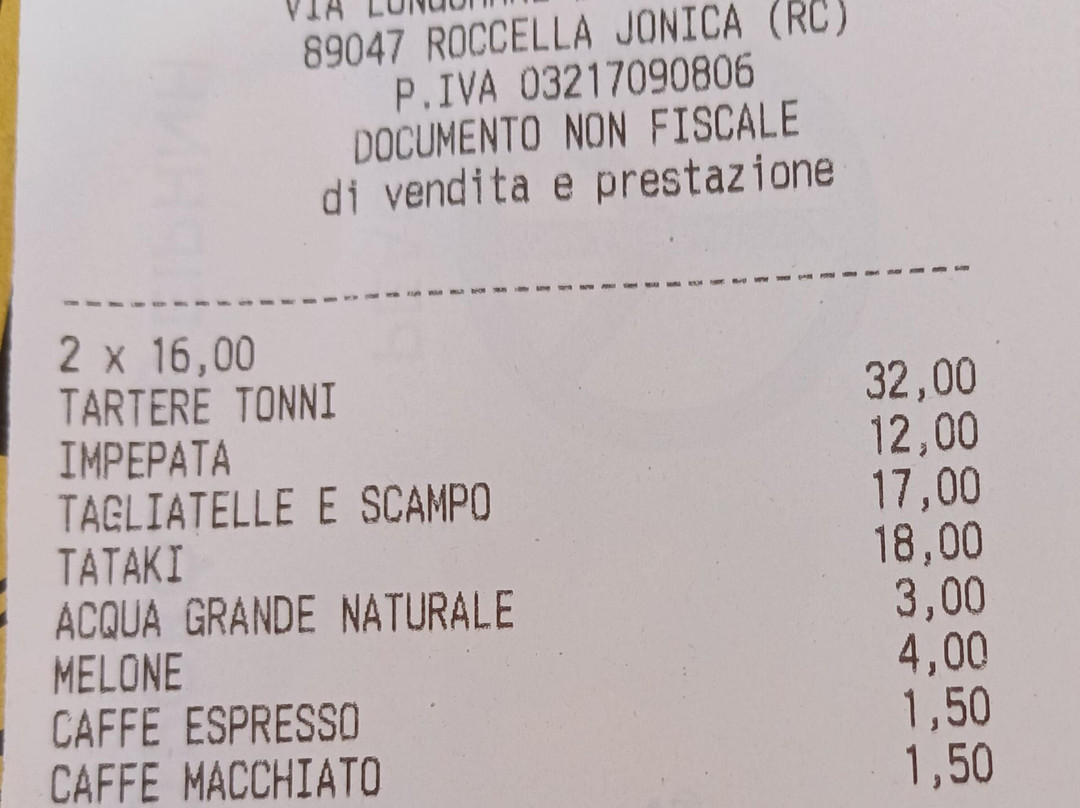 VIA
89047 ROCCELLA JONICA (RC)
P.IVA 03217090806
DOCUMENTO NON FISCALE
di vendita e prestazione
2 x 16,00
TARTERE TONNI 32,00
IMPEPATA 12,00
TAGLIATELLE E SCAMPO 17,00
TATAKI 18,00
ACQUA GRANDE NATURALE 3,00
MELONE 4,00
CAFFE ESPRESSO 1,50
CAFFE MACCHIATO 1,50